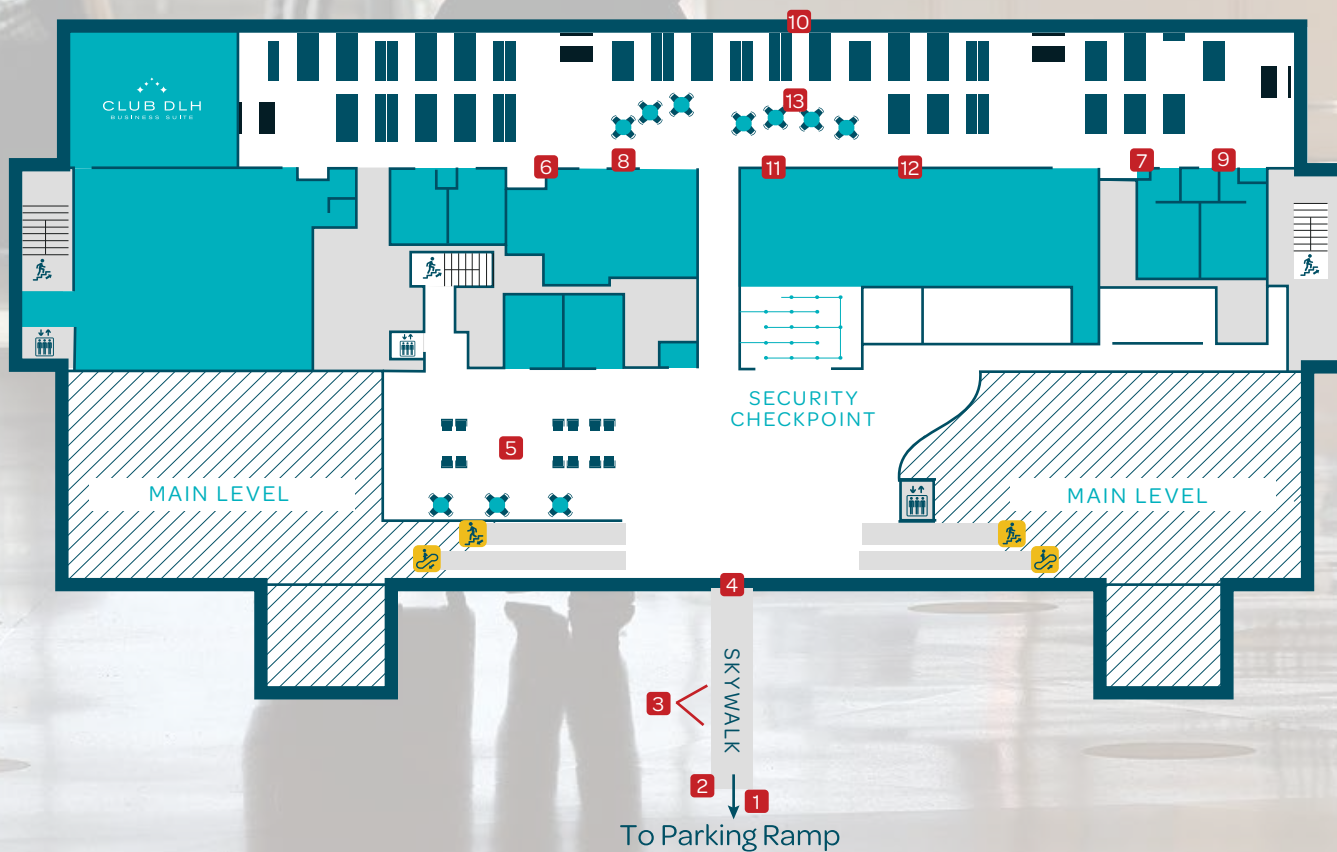 10
CLUB DLH
BUSINESS SUITE
13
6
8
11
12
7
9
SECURITY
CHECKPOINT
5
MAIN LEVEL
MAIN LEVEL
4
SKYWALK
3
2
1
To Parking Ramp